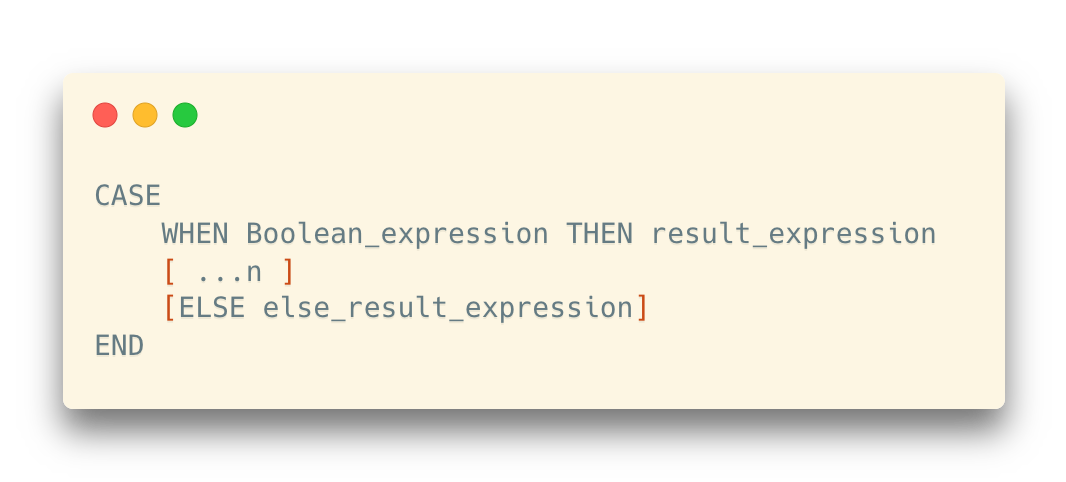 CASE
WHEN Boolean_expression THEN result_expression
[ ...n ]
[ELSE else_result_expression]
END